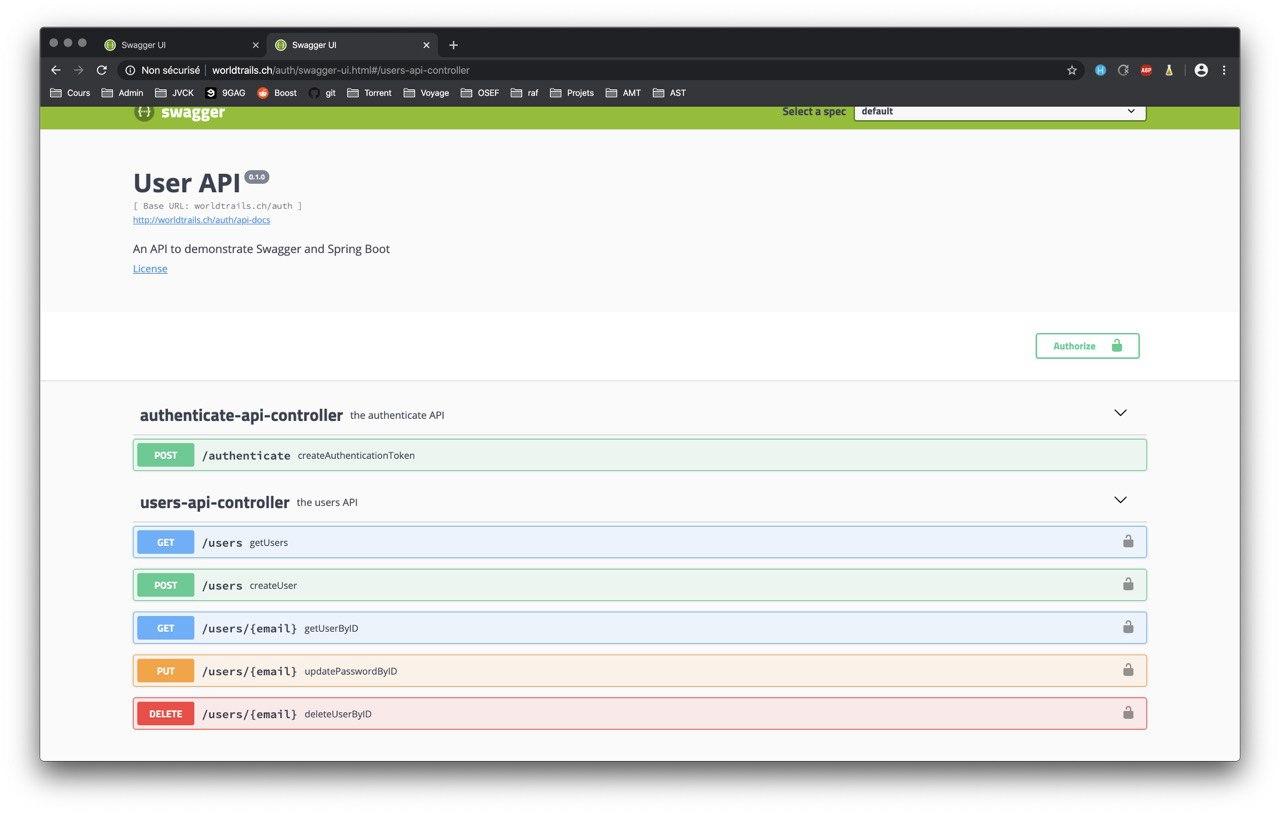 Swagger UI
Swagger UI
Non sécurisé worldtrails.ch/auth/swagger-ui.html#/users-api-controller
ABP
Cours Admin JVCK 9GAG Boost git Torrent Voyage OSEF raf Projets AMT AST
swagger Select a spec default
User API 0.1.0
[ Base URL: worldtrails.ch/auth ]
http://worldtrails.ch/auth/api-docs
An API to demonstrate Swagger and Spring Boot
License
Authorize
authenticate-api-controller the authenticate API
POST /authenticate createAuthenticationToken
users-api-controller the users API
GET /users getUsers
POST /users createUser
GET /users/{email} getUserByID
PUT /users/{email} updatePasswordByID
DELETE /users/{email} deleteUserByID